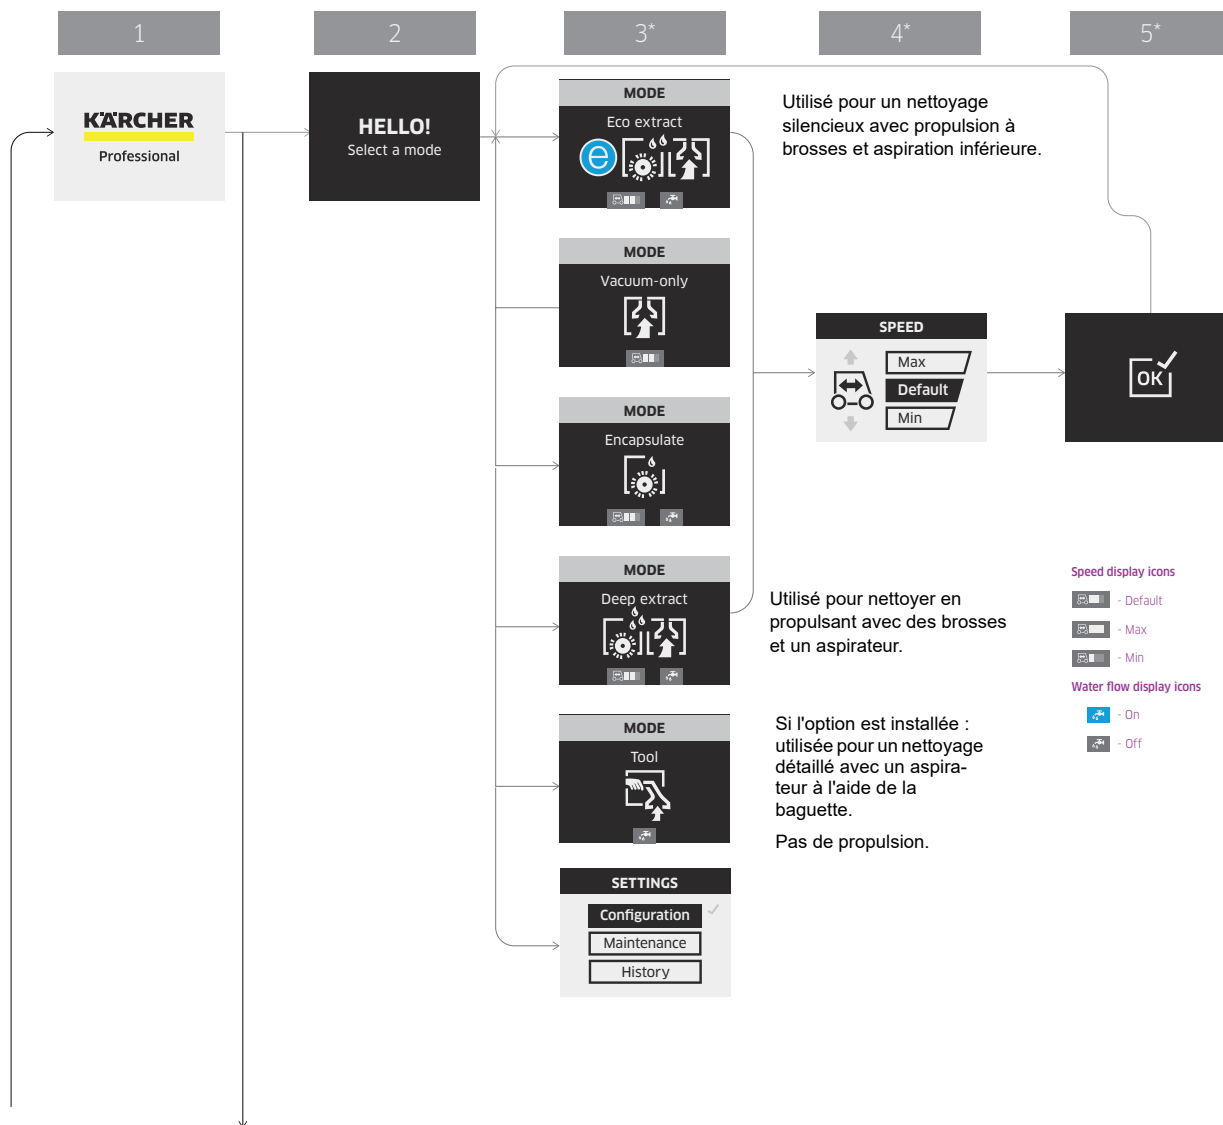 1
2
3*
4*
5*
KÄRCHER
Professional
HELLO!
Select a mode
MODE
Eco extract
e
Utilisé pour un nettoyage
silencieux avec propulsion à
brosses et aspiration inférieure.
MODE
Vacuum-only
SPEED
Max
Default
Min
OK
MODE
Encapsulate
MODE
Deep extract
Utilisé pour nettoyer en
propulsant avec des brosses
et un aspirateur.
Speed display icons
- Default
- Max
- Min
Water flow display icons
- On
- Off
MODE
Tool
Si l'option est installée :
utilisée pour un nettoyage
détaillé avec un aspira-
teur à l'aide de la
baguette.
Pas de propulsion.
SETTINGS
Configuration
Maintenance
History